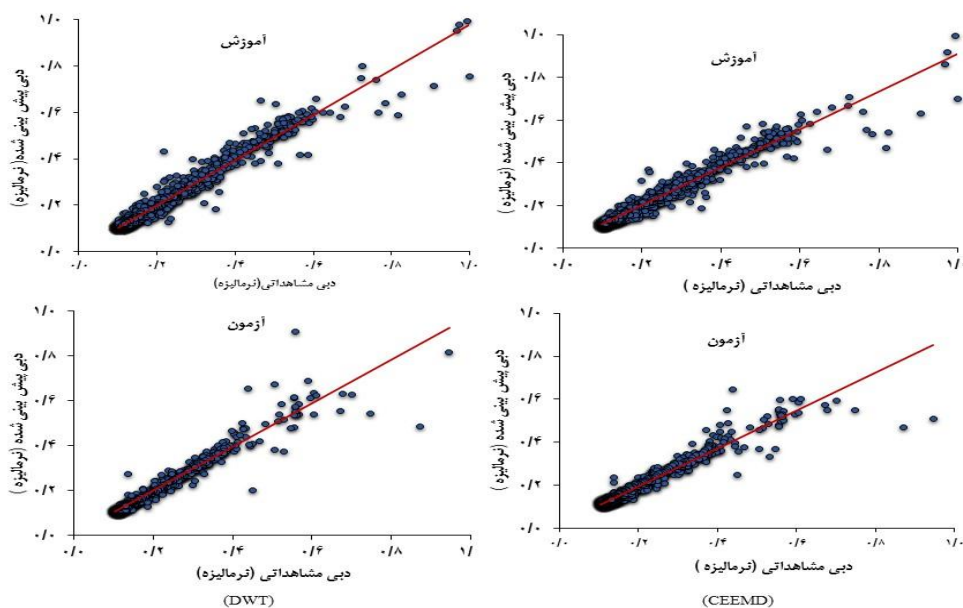 آموزش
دبی پیش بینی شده (نرمالیزه)
۱/۰
۰/۸
۰/۶
۰/۴
۰/۲
۰/۰
۰/۰ ۰/۲ ۰/۴ ۰/۶ ۰/۸ ۱/۰
دبی مشاهداتی(نرمالیزه)
آموزش
دبی پیش بینی شده (نرمالیزه )
۱/۰
۰/۸
۰/۶
۰/۴
۰/۲
۰/۰
۰/۰ ۰/۲ ۰/۴ ۰/۶ ۰/۸ ۱/۰
دبی مشاهداتی (نرمالیزه )
آزمون
دبی پیش بینی شده (نرمالیزه )
۱/۰
۰/۸
۰/۶
۰/۴
۰/۲
۰/۰
۰/۰ ۰/۲ ۰/۴ ۰/۶ ۰/۸ ۱/۰
دبی مشاهداتی (نرمالیزه)
(DWT)
آزمون
دبی پیش بینی شده (نرمالیزه )
۱/۰
۰/۸
۰/۶
۰/۴
۰/۲
۰/۰
۰/۰ ۰/۲ ۰/۴ ۰/۶ ۰/۸ ۱/۰
دبی مشاهداتی (نرمالیزه )
(CEEMD)